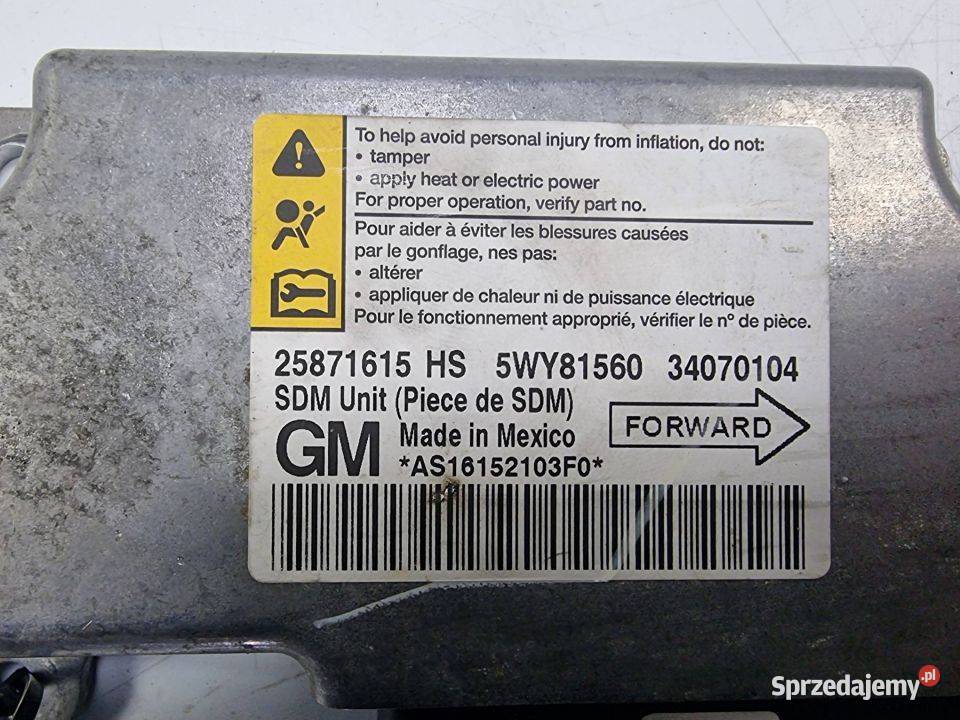 To help avoid personal injury from inflation, do not:
• tamper
• apply heat or electric power
For proper operation, verify part no.
Pour aider à éviter les blessures causées
par le gonflage, nes pas:
• altérer
• appliquer de chaleur ni de puissance électrique
Pour le fonctionnement approprié, vérifier le nº de pièce.
25871615 HS 5WY81560 34070104
SDM Unit (Piece de SDM)
FORWARD
GM Made in Mexico
*AS16152103F0*
Sprzedajemy.pl